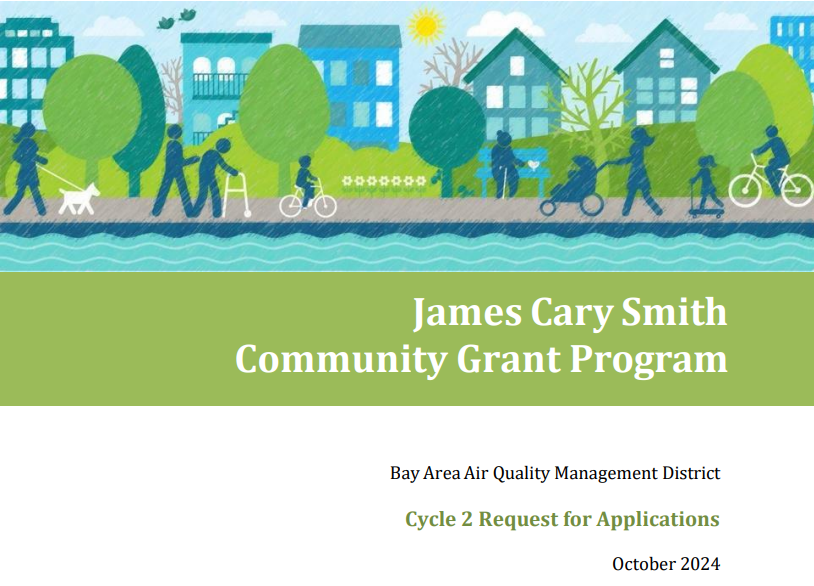 James Cary Smith
Community Grant Program
Bay Area Air Quality Management District
Cycle 2 Request for Applications
October 2024